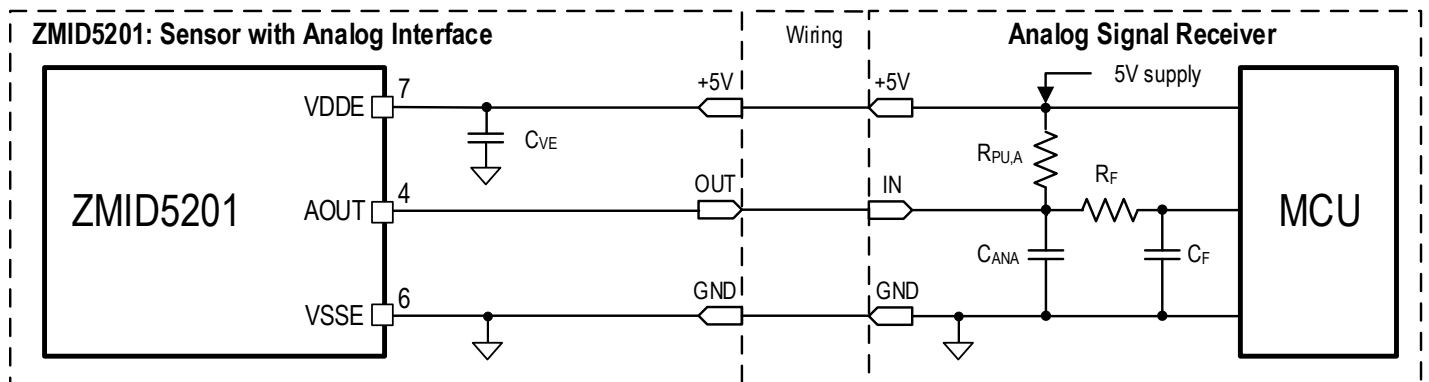 ZMID5201: Sensor with Analog Interface
Wiring
Analog Signal Receiver
7
VDDE
CVE
+5V
+5V
5V supply
RPU,A
RF
ZMID5201
4
AOUT
OUT
IN
CANA
CF
MCU
6
VSSE
GND
GND